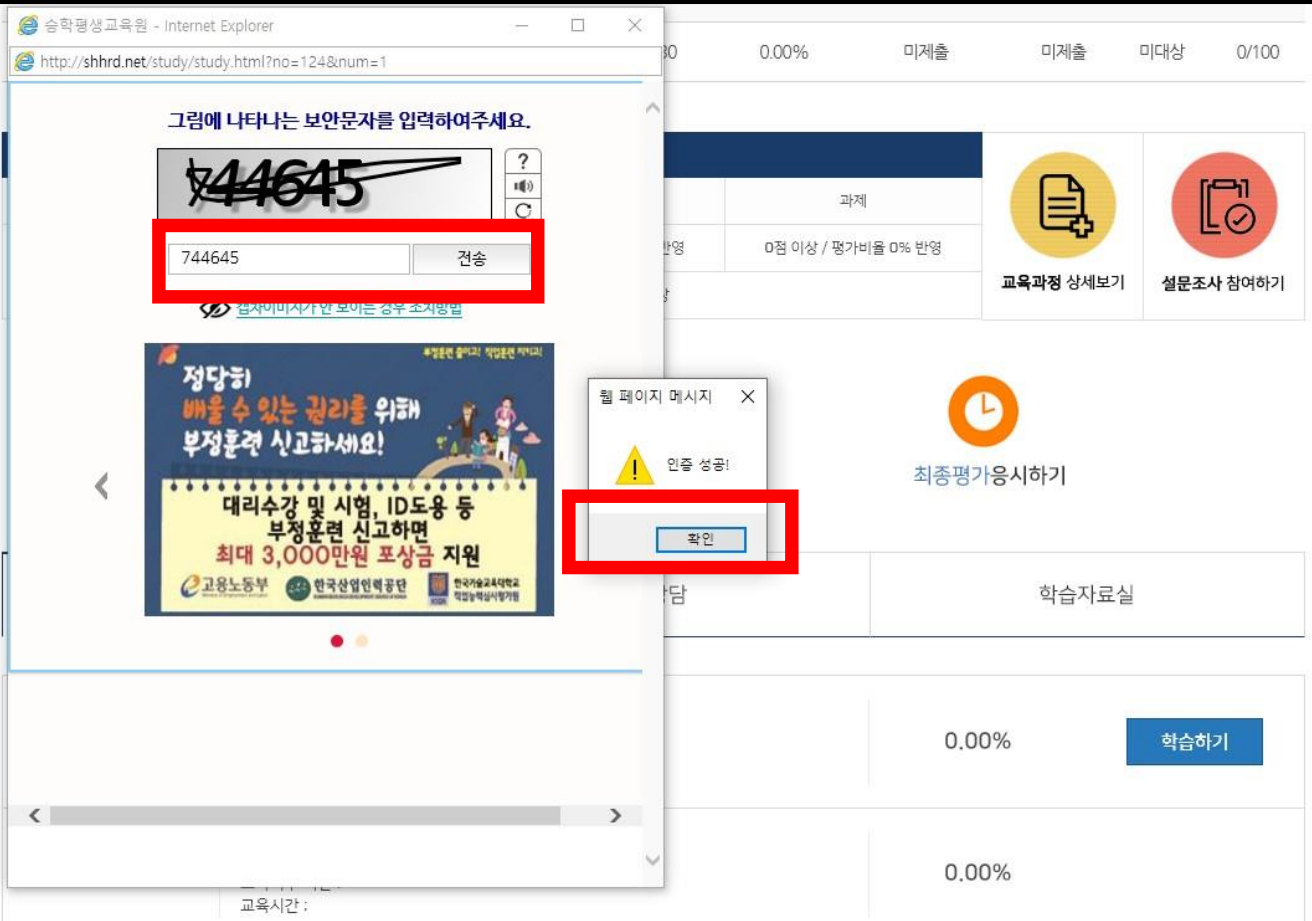 승학평생교육원 - Internet Explorer
http://shhrd.net/study/study.html?no=124&num=1
그림에 나타나는 보안문자를 입력하여주세요.
744645
?
744645
전송
캡차이미지가 안 보이는 경우 조치방법
부정훈련 줄이고! 직업훈련 지키고!
정당히
배울 수 있는 권리를 위해
부정훈련 신고하세요!
대리수강 및 시험, ID도용 등
부정훈련 신고하면
최대 3,000만원 포상금 지원
고용노동부
한국산업인력공단
한국기술교육대학교
직업능력심사평가원
웹 페이지 메시지
인증 성공!
확인
0.00%
미제출
미제출
미대상
0/100
과제
반영
0점 이상 / 평가비율 0% 반영
교육과정 상세보기
설문조사 참여하기
최종평가응시하기
학습자료실
0.00%
학습하기
0.00%
교육시간 :